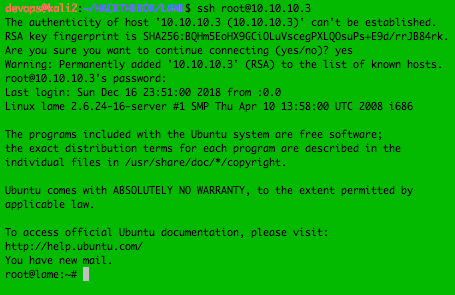 devops@kali2:~/HACKTHEBOX/LAME$ ssh root@10.10.10.3
The authenticity of host '10.10.10.3 (10.10.10.3)' can't be established.
RSA key fingerprint is SHA256:BQHm5EoHX9GCiOLuVscegPXLQOsuPs+E9d/rrJB84rk.
Are you sure you want to continue connecting (yes/no)? yes
Warning: Permanently added '10.10.10.3' (RSA) to the list of known hosts.
root@10.10.10.3's password:
Last login: Sun Dec 16 23:51:00 2018 from :0.0
Linux lame 2.6.24-16-server #1 SMP Thu Apr 10 13:58:00 UTC 2008 i686
The programs included with the Ubuntu system are free software;
the exact distribution terms for each program are described in the
individual files in /usr/share/doc/*/copyright.
Ubuntu comes with ABSOLUTELY NO WARRANTY, to the extent permitted by
applicable law.
To access official Ubuntu documentation, please visit:
http://help.ubuntu.com/
You have new mail.
root@lame:~#